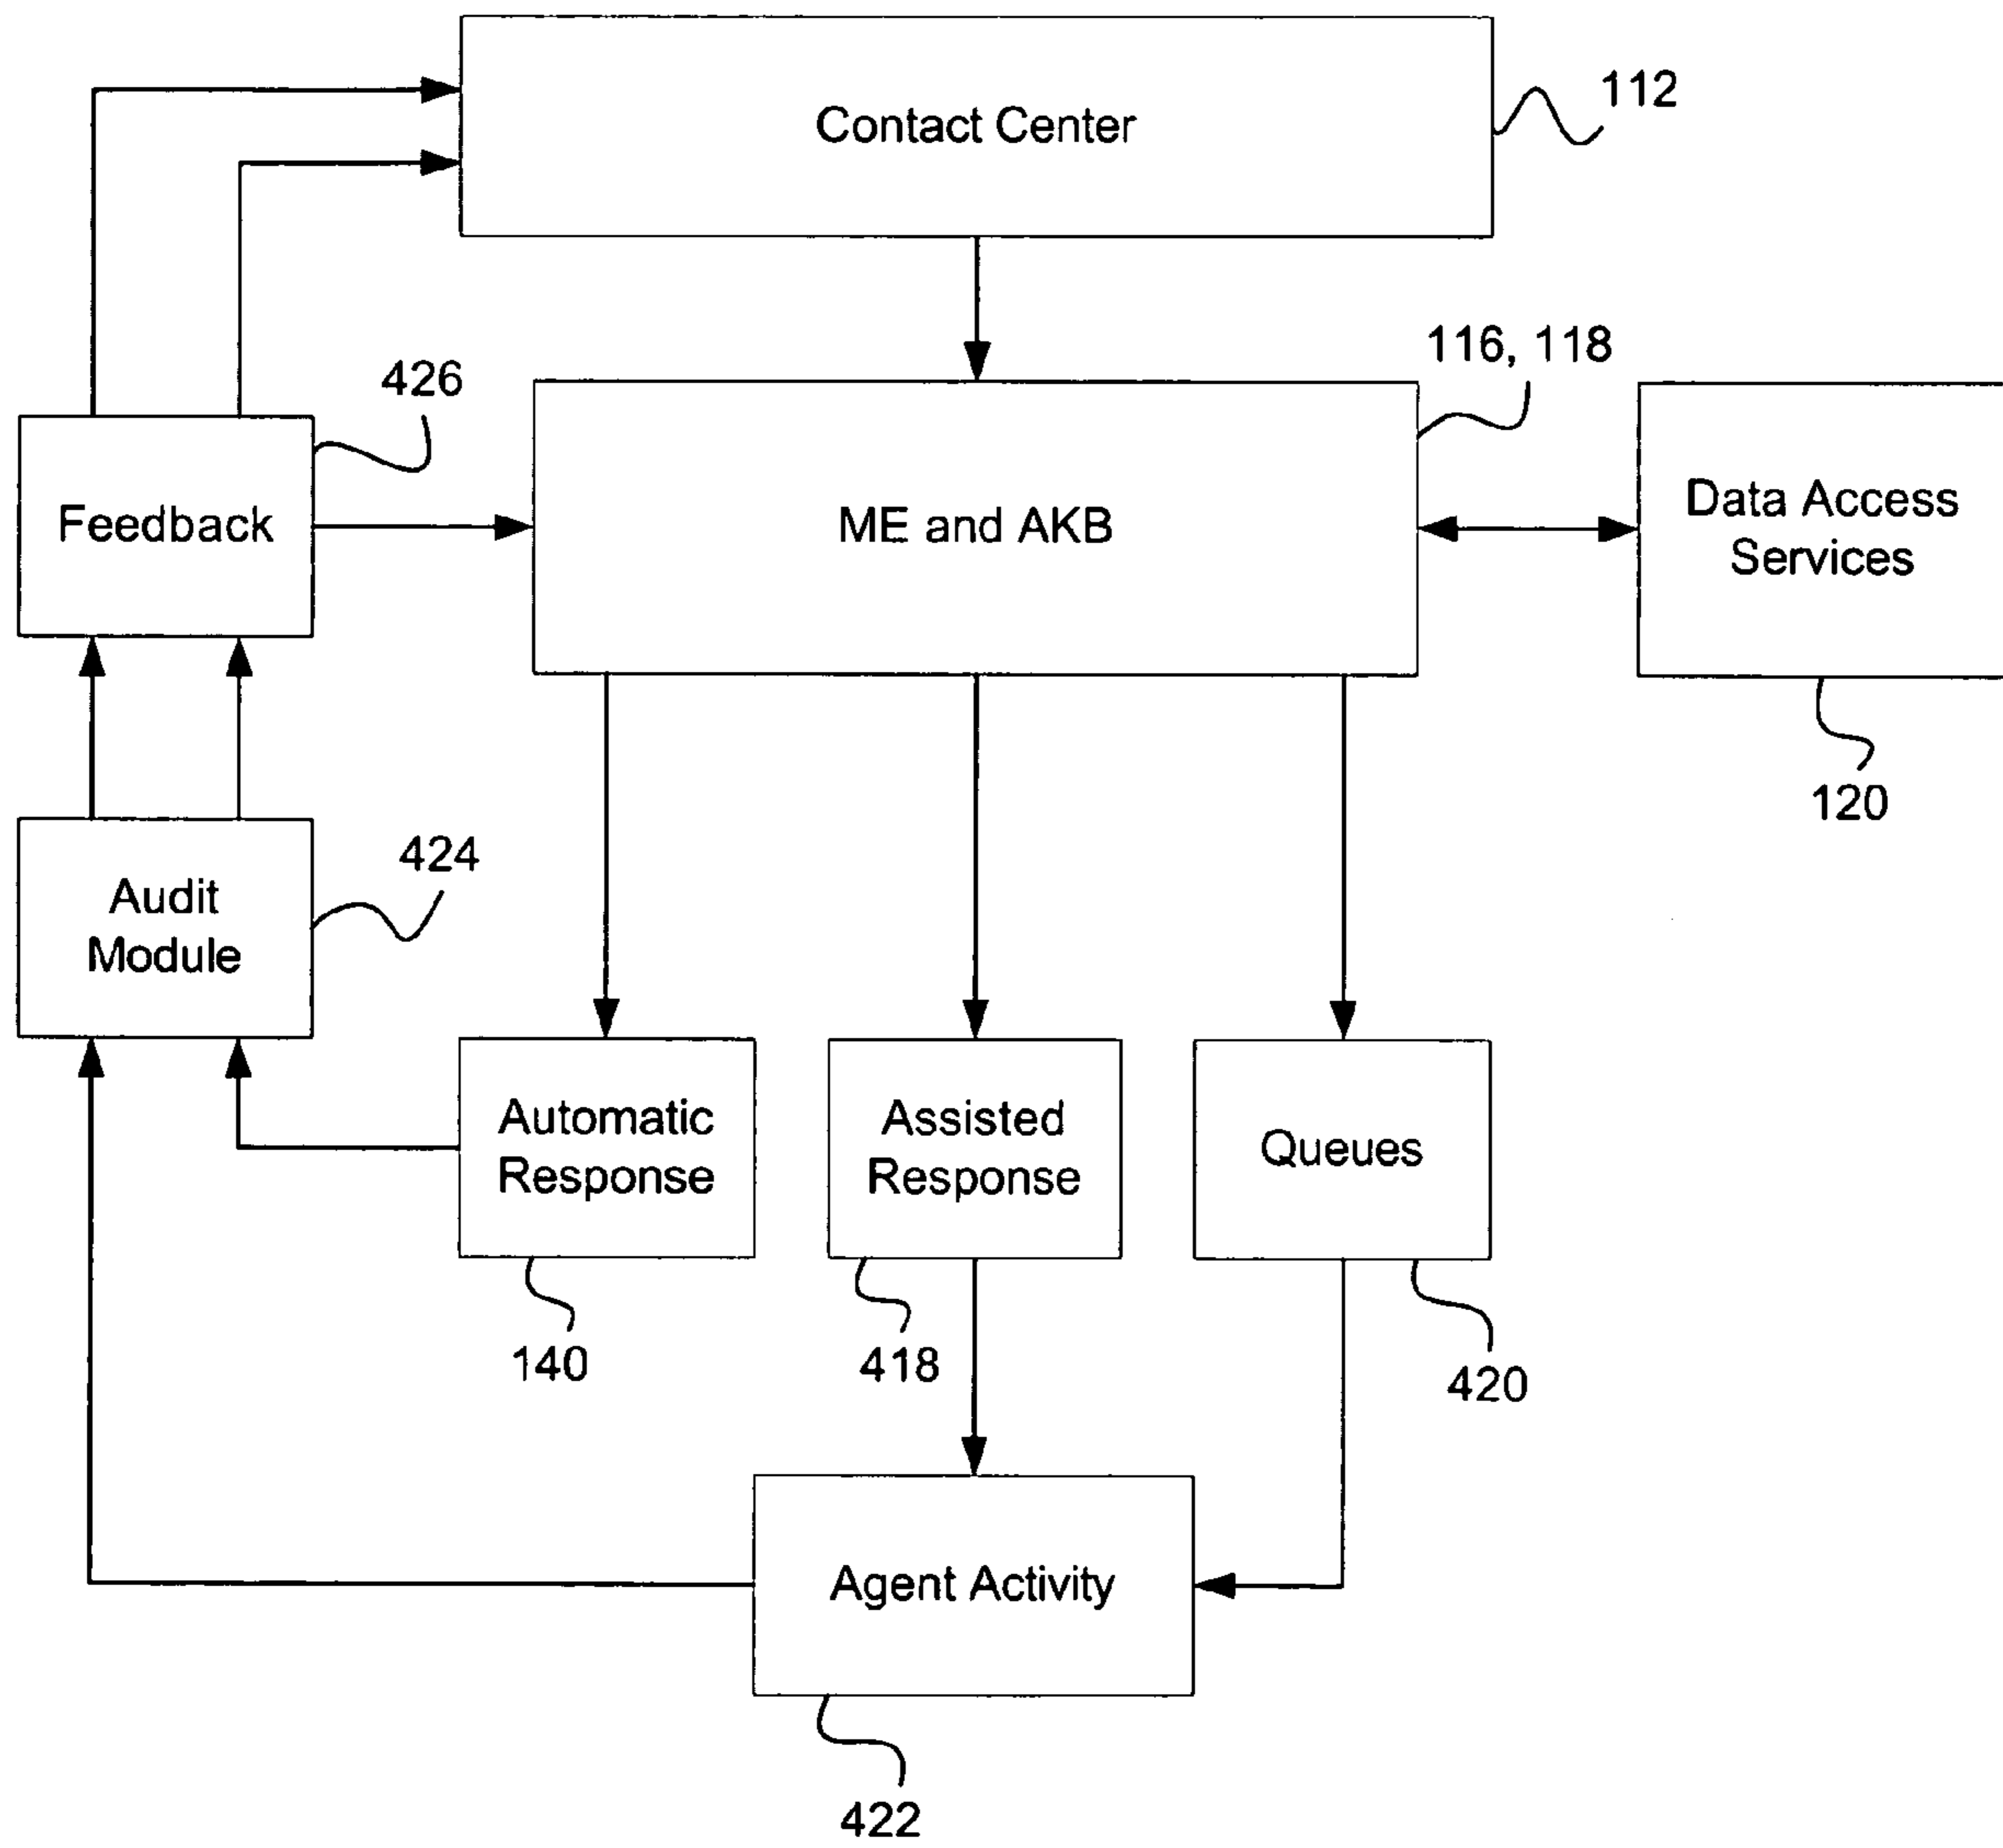 Contact Center
112
116, 118
426
Feedback
ME and AKB
Data Access
Services
120
424
Audit
Module
Automatic
Response
Assisted
Response
Queues
140
418
420
Agent Activity
422